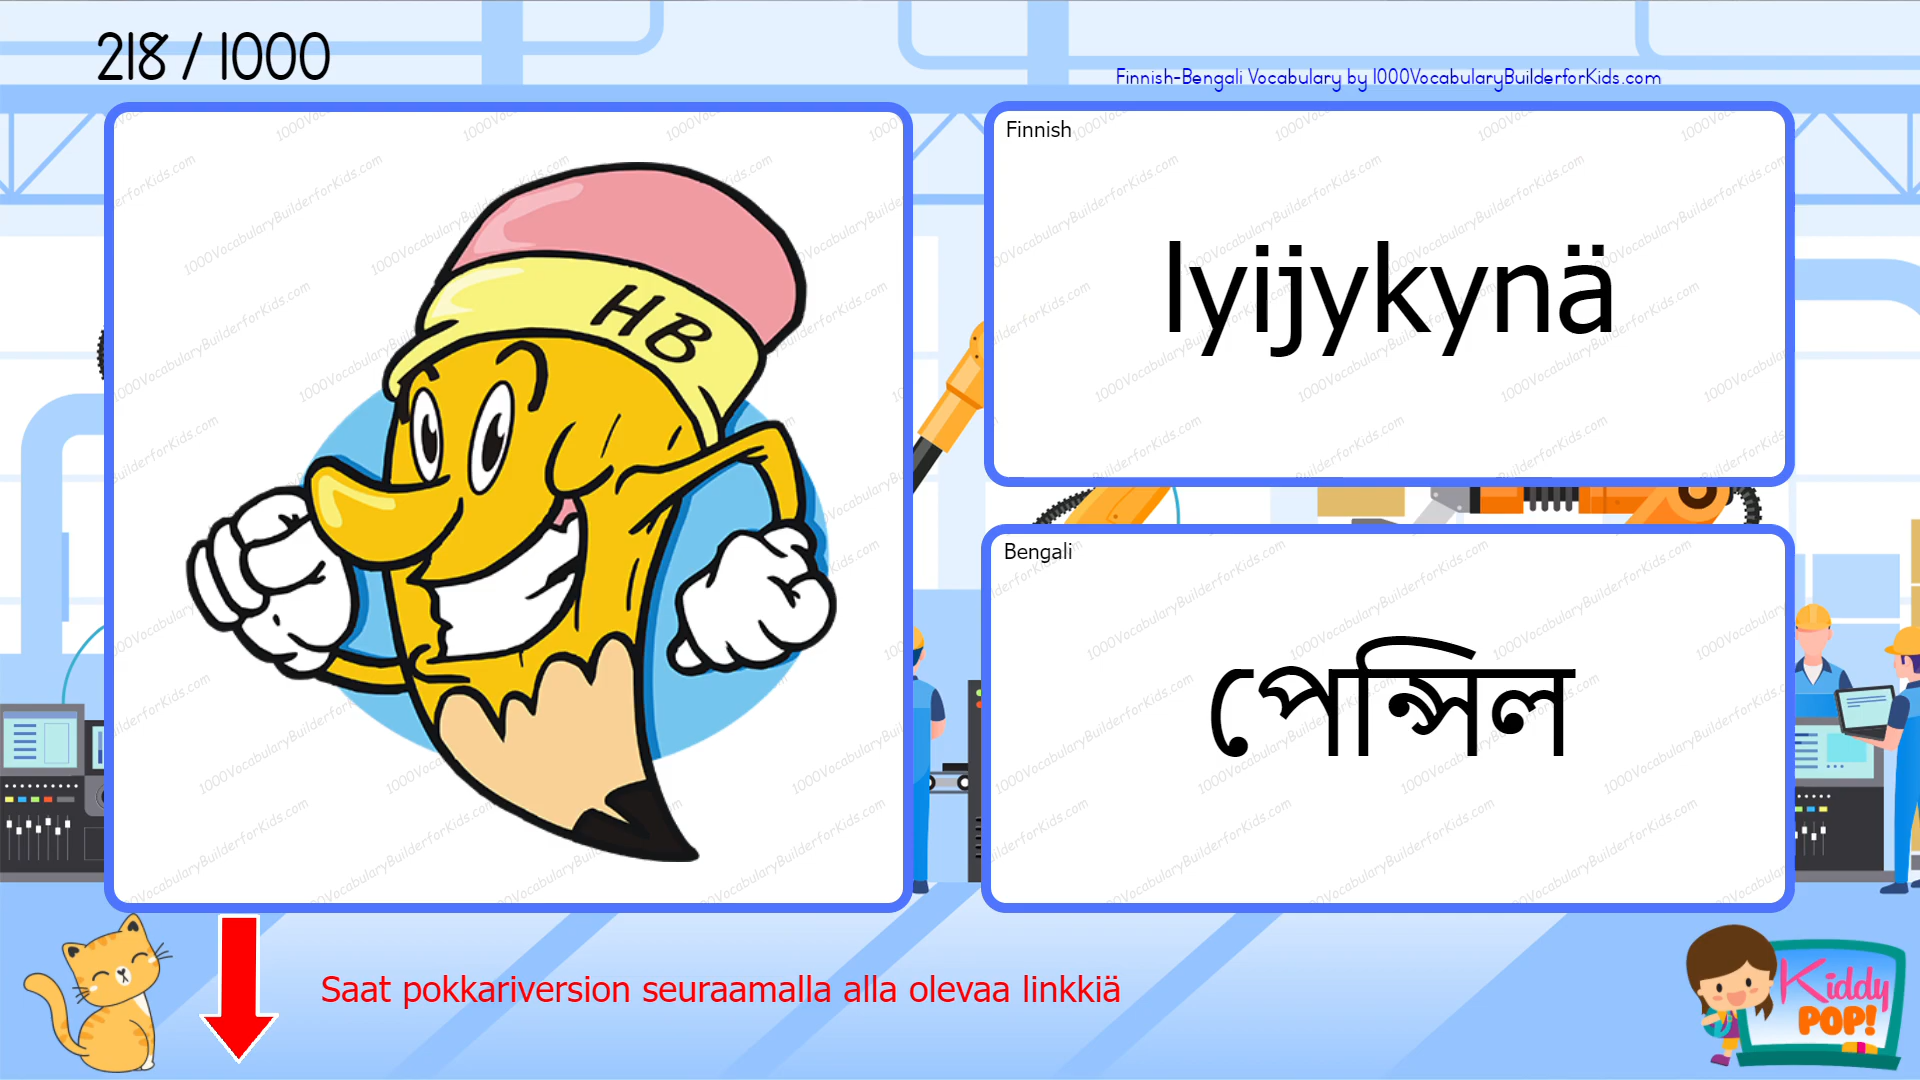 218 / 1000
Finnish-Bengali Vocabulary by 1000VocabularyBuilderforKids.com
HB
Finnish
lyijykynä
Bengali
পেন্সিল
Saat pokkariversion seuraamalla alla olevaa linkkiä
Kiddy
POP!